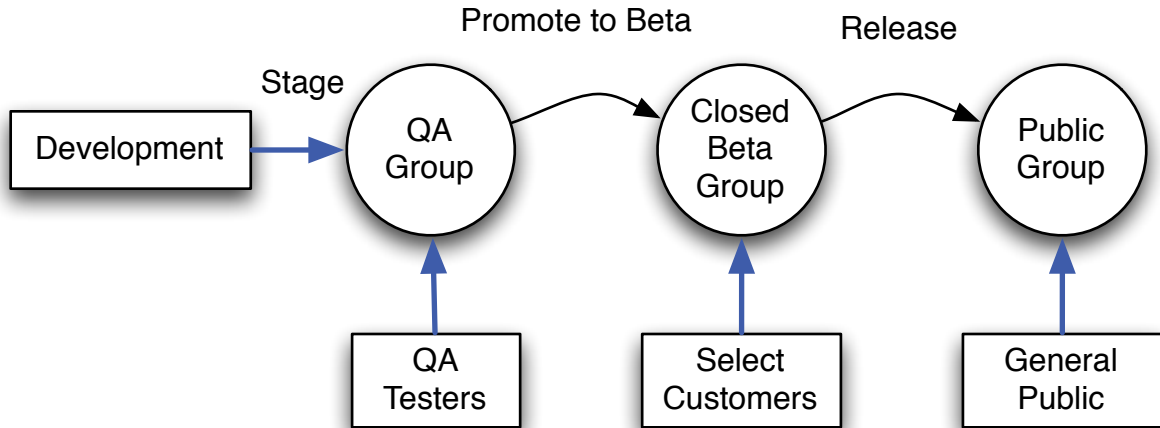 Promote to Beta
Release
Stage
Development
QA
Group
Closed
Beta
Group
Public
Group
QA
Testers
Select
Customers
General
Public